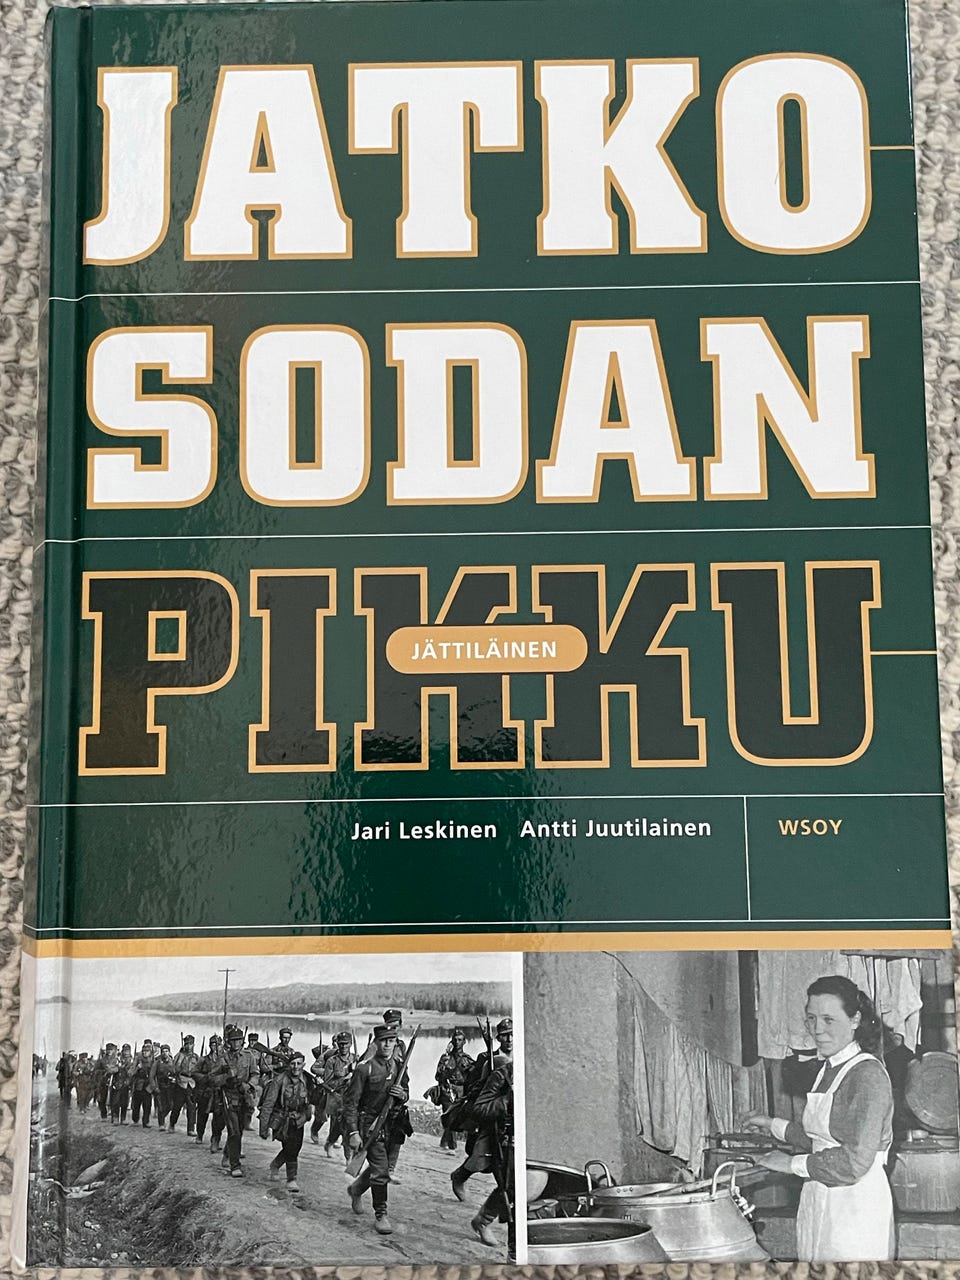 JATKO
SODAN
PIKKU
JÄTTILÄINEN
Jari Leskinen Antti Juutilainen WSOY